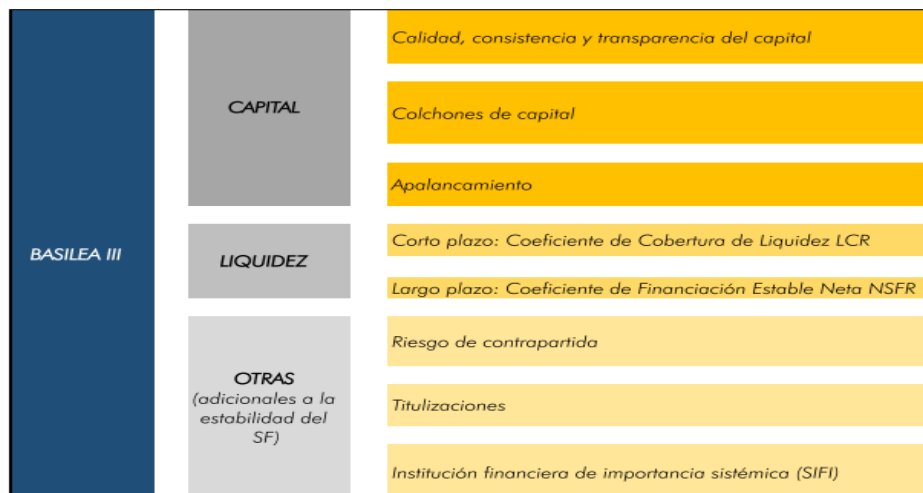 BASILEA III
CAPITAL
Calidad, consistencia y transparencia del capital
Colchones de capital
Apalancamiento
LIQUIDEZ
Corto plazo: Coeficiente de Cobertura de Liquidez LCR
Largo plazo: Coeficiente de Financiación Estable Neta NSFR
OTRAS
(adicionales a la
estabilidad del
SF)
Riesgo de contrapartida
Titulizaciones
Institución financiera de importancia sistémica (SIFI)